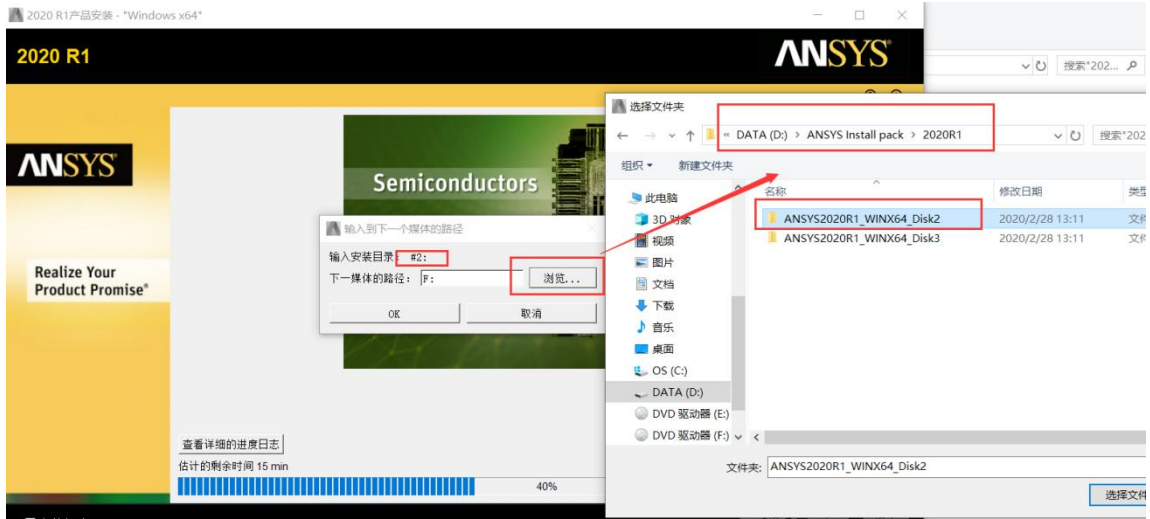 2020 R1产品安装 - "Windows x64"
2020 R1
ANSYS
搜索"202...
ANSYS
Realize Your
Product Promise®
Semiconductors
输入到下一个媒体的路径
输入安装目录: #2:
下一媒体的路径: F:
浏览...
OK
取消
查看详细的进度日志
估计的剩余时间 15 min
40%
选择文件夹
« DATA (D:) > ANSYS Install pack > 2020R1
搜索"202
组织
新建文件夹
名称
修改日期
类型
此电脑
3D 对象
视频
图片
文档
下载
音乐
桌面
OS (C:)
DATA (D:)
DVD 驱动器 (E:)
DVD 驱动器 (F:)
ANSYS2020R1_WINX64_Disk2 2020/2/28 13:11 文件
ANSYS2020R1_WINX64_Disk3 2020/2/28 13:11 文件
文件夹: ANSYS2020R1_WINX64_Disk2
选择文件